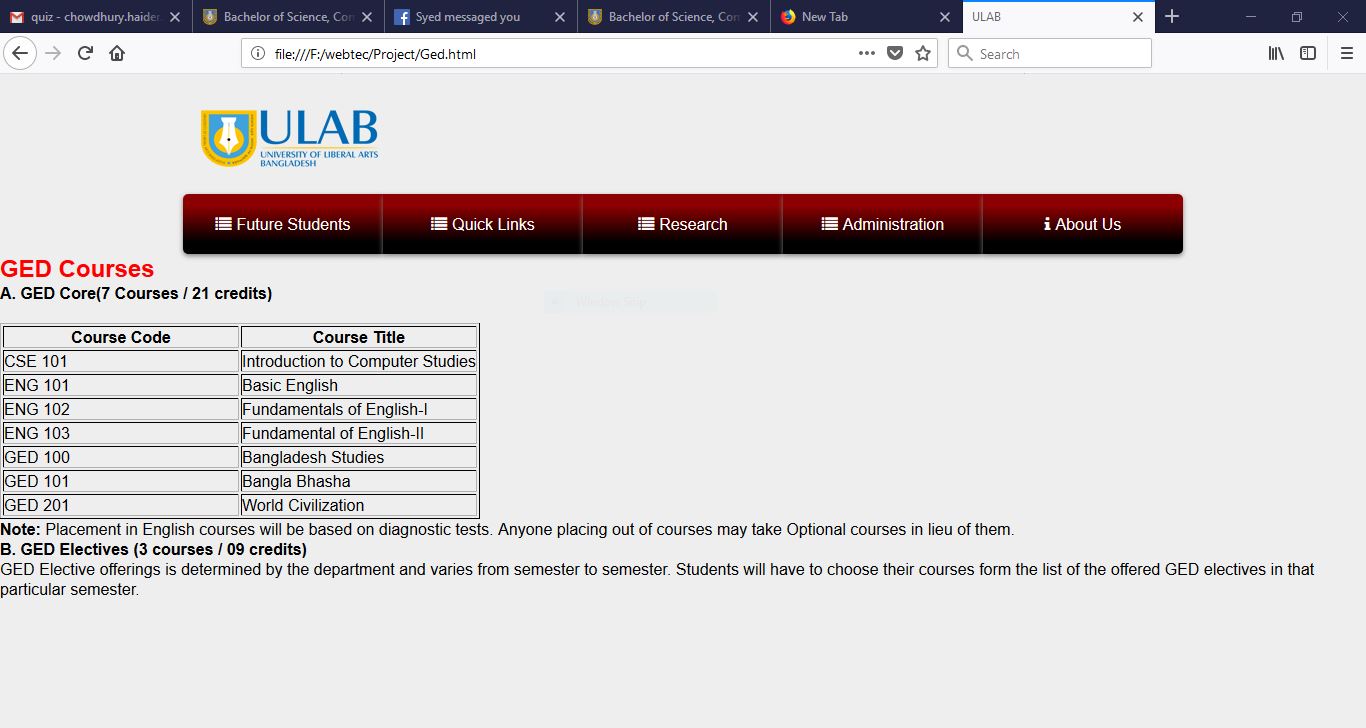 quiz - chowdhury.haider
Bachelor of Science, Com
Syed messaged you
Bachelor of Science, Com
New Tab
ULAB
file:///F:/webtec/Project/Ged.html
Search
ULAB
UNIVERSITY OF LIBERAL ARTS
BANGLADESH
Future Students
Quick Links
Research
Administration
About Us
GED Courses
A. GED Core(7 Courses / 21 credits)
Window Snip
Course Code Course Title
CSE 101 Introduction to Computer Studies
ENG 101 Basic English
ENG 102 Fundamentals of English-I
ENG 103 Fundamental of English-II
GED 100 Bangladesh Studies
GED 101 Bangla Bhasha
GED 201 World Civilization
Note: Placement in English courses will be based on diagnostic tests. Anyone placing out of courses may take Optional courses in lieu of them.
B. GED Electives (3 courses / 09 credits)
GED Elective offerings is determined by the department and varies from semester to semester. Students will have to choose their courses form the list of the offered GED electives in that
particular semester.